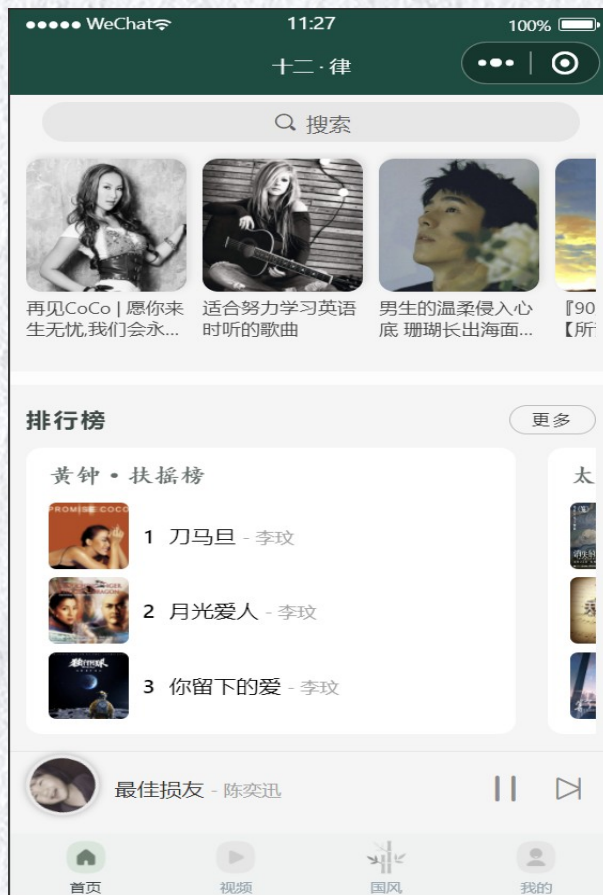 WeChat 11:27 100%
十二·律
搜索
再见CoCo | 愿你来
生无忧,我们会永...
适合努力学习英语
时听的歌曲
男生的温柔侵入心
底 珊瑚长出海面...
『90
【所
排行榜
更多
黄钟·扶摇榜
太
PROMISE COCO
1 刀马旦 - 李玟
2 月光爱人 - 李玟
3 你留下的爱 - 李玟
最佳损友 - 陈奕迅
首页
视频
国风
我的